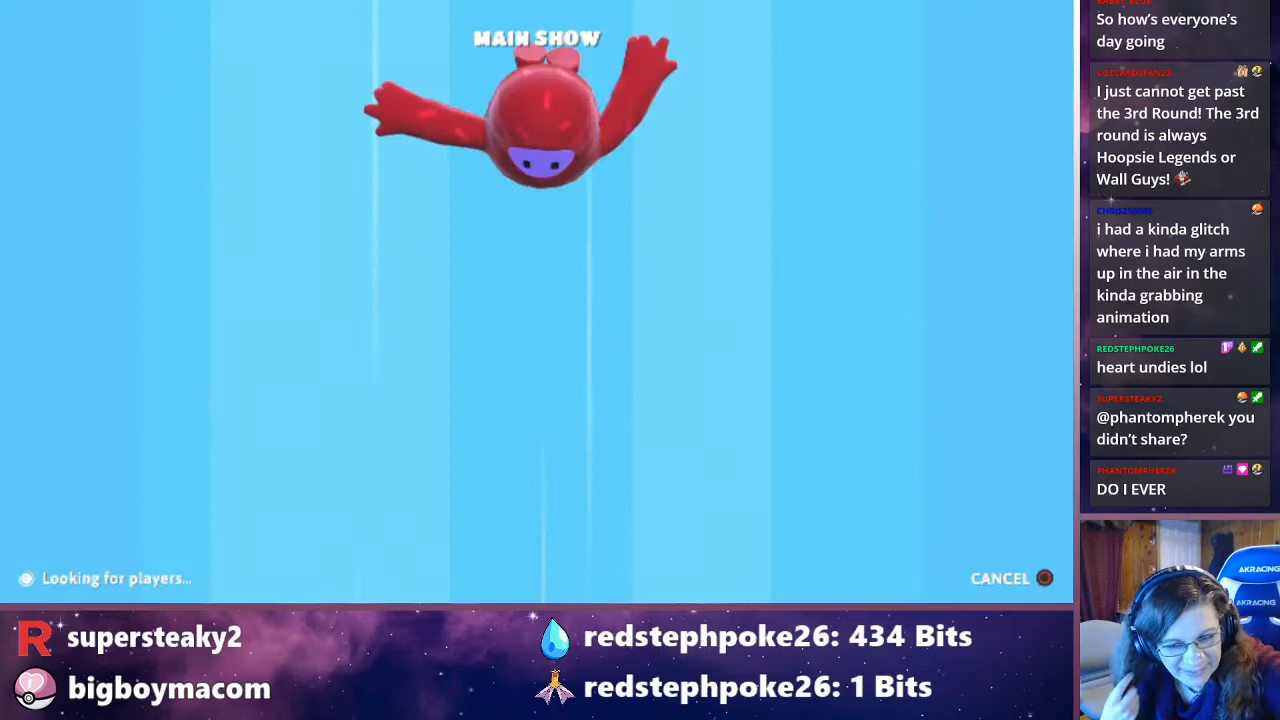 MAIN SHOW
Looking for players...
CANCEL
So how's everyone's
day going
I just cannot get past
the 3rd Round! The 3rd
round is always
Hoopsie Legends or
Wall Guys!
i had a kinda glitch
where i had my arms
up in the air in the
kinda grabbing
animation
REDSTEPHPOKE26
heart undies lol
SUPERSTEAKY2
@phantompherek you
didn't share?
PHANTOMPHEREK
DO I EVER
AKRACING
AKRACING
R supersteaky2
bigboymacom
redstephpoke26: 434 Bits
redstephpoke26: 1 Bits